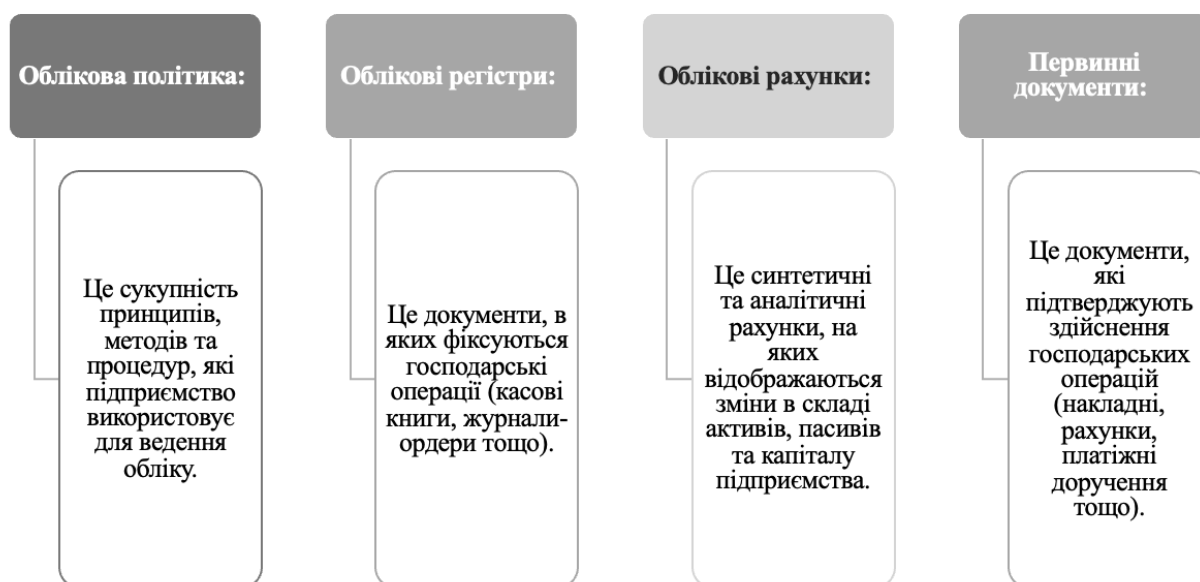 Облікова політика:
Це сукупність
принципів,
методів та
процедур, які
підприємство
використовує
для ведення
обліку.
Облікові регістри:
Це документи, в
яких фіксуються
господарські
операції (касові
книги, журнали-
ордери тощо).
Облікові рахунки:
Це синтетичні
та аналітичні
рахунки, на
яких
відображаються
зміни в складі
активів, пасивів
та капіталу
підприємства.
Первинні
документи:
Це документи,
які
підтверджують
здійснення
господарських
операцій
(накладні,
рахунки,
платіжні
доручення
тощо).